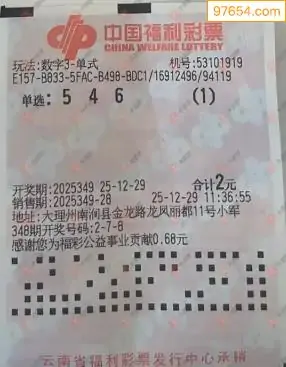 97654.com
中国福利彩票
CHINA WELFARE LOTTERY
玩法:数字3-单式 机号:53101919
E157-B833-5FAC-B498-BDC1/16912496/94119
单选: 5 4 6 (1)
开奖期:2025349 25-12-29 合计2元
销售期:2025349-28 25-12-29 11:36:55
地址:大理州南涧县金龙路龙凤丽都11号小军
348期开奖号码:2-7-8
感谢您为福彩公益事业贡献0.68元
云南省福利彩票发行中心承销